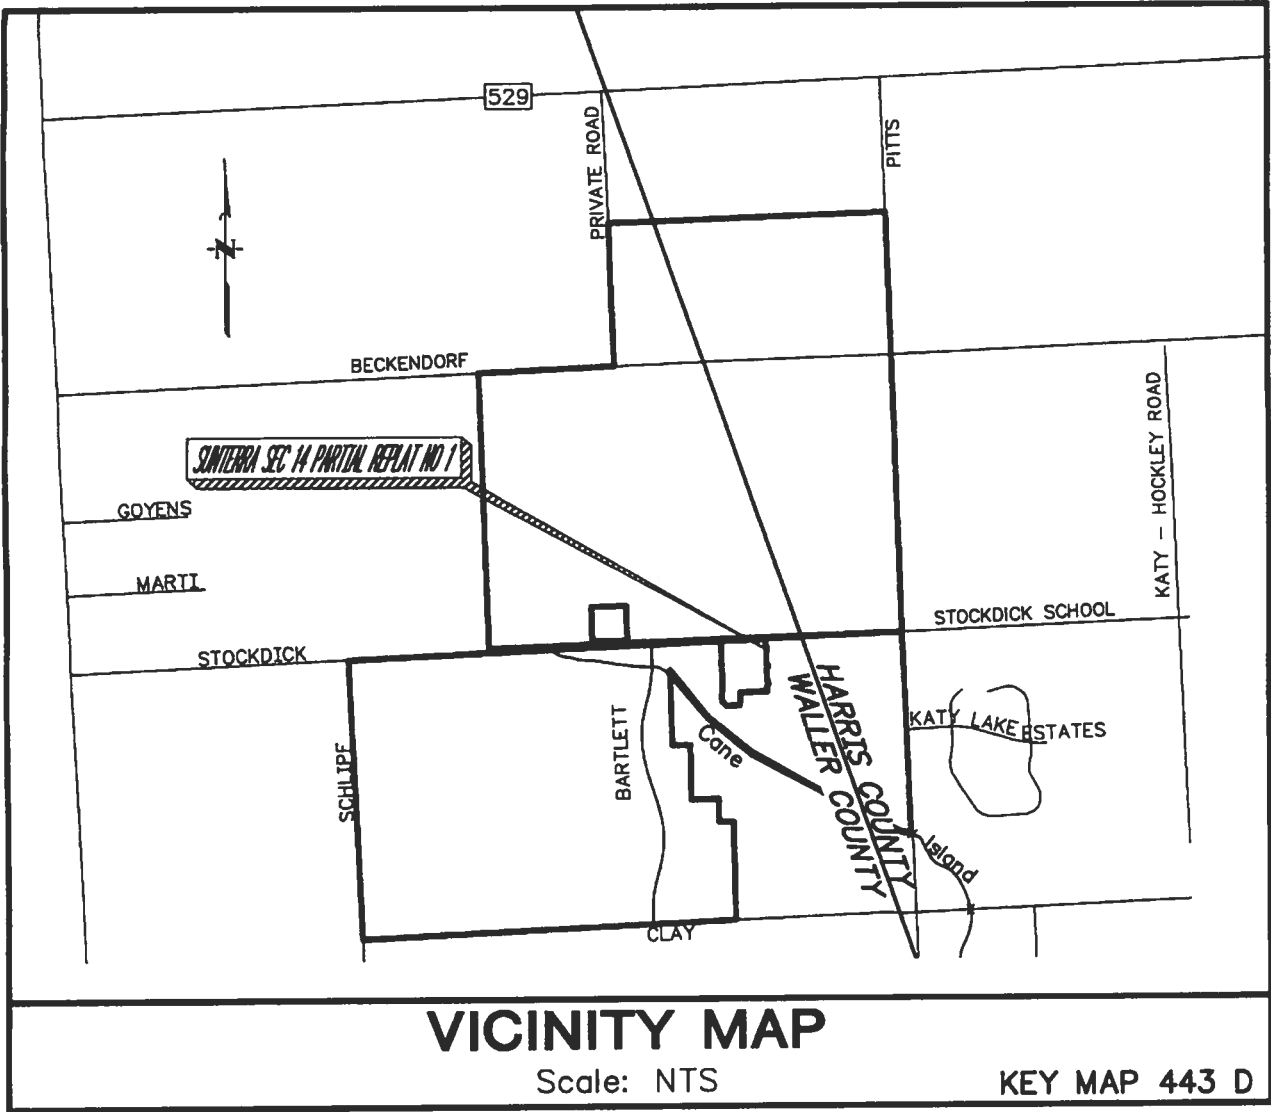 529
PRIVATE ROAD
PITTS
N
BECKENDORF
KATY - HOCKLEY ROAD
SUNTERRA SEC 14 PARTIAL REPLAT NO 1
GOYENS
MARTI
STOCKDICK SCHOOL
STOCKDICK
HARRIS COUNTY
WALLER COUNTY
KATY LAKE ESTATES
BARTLETT
Cane
SCHLIPF
Island
CLAY
VICINITY MAP
Scale: NTS
KEY MAP 443 D